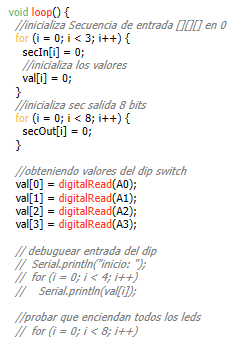 void loop() {
//inicializa Secuencia de entrada [][][] en 0
for (i = 0; i < 3; i++) {
secIn[i] = 0;
//inicializa los valores
val[i] = 0;
}
//inicializa sec salida 8 bits
for (i = 0; i < 8; i++) {
secOut[i] = 0;
}
//obteniendo valores del dip switch
val[0] = digitalRead(A0);
val[1] = digitalRead(A1);
val[2] = digitalRead(A2);
val[3] = digitalRead(A3);
// debuguear entrada del dip
// Serial.println("inicio: ");
// for (i = 0; i < 4; i++)
// Serial.println(val[i]);
//probar que enciendan todos los leds
// for (i = 0; i < 8; i++)